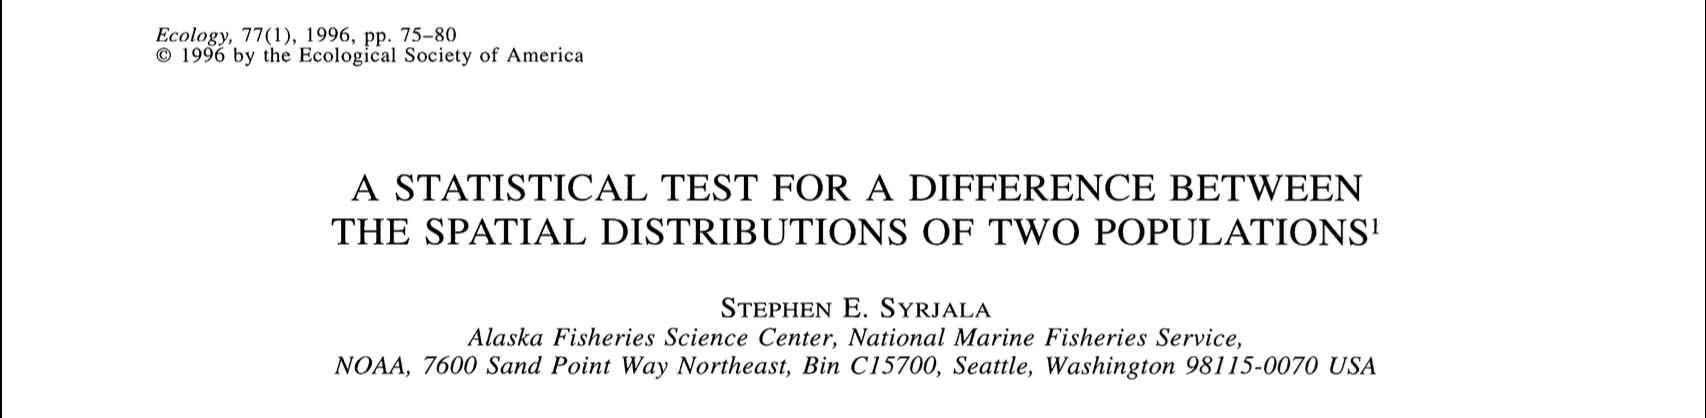 Ecology, 77(1), 1996, pp. 75–80
© 1996 by the Ecological Society of America
A STATISTICAL TEST FOR A DIFFERENCE BETWEEN
THE SPATIAL DISTRIBUTIONS OF TWO POPULATIONS¹
STEPHEN E. SYRJALA
Alaska Fisheries Science Center, National Marine Fisheries Service,
NOAA, 7600 Sand Point Way Northeast, Bin C15700, Seattle, Washington 98115-0070 USA